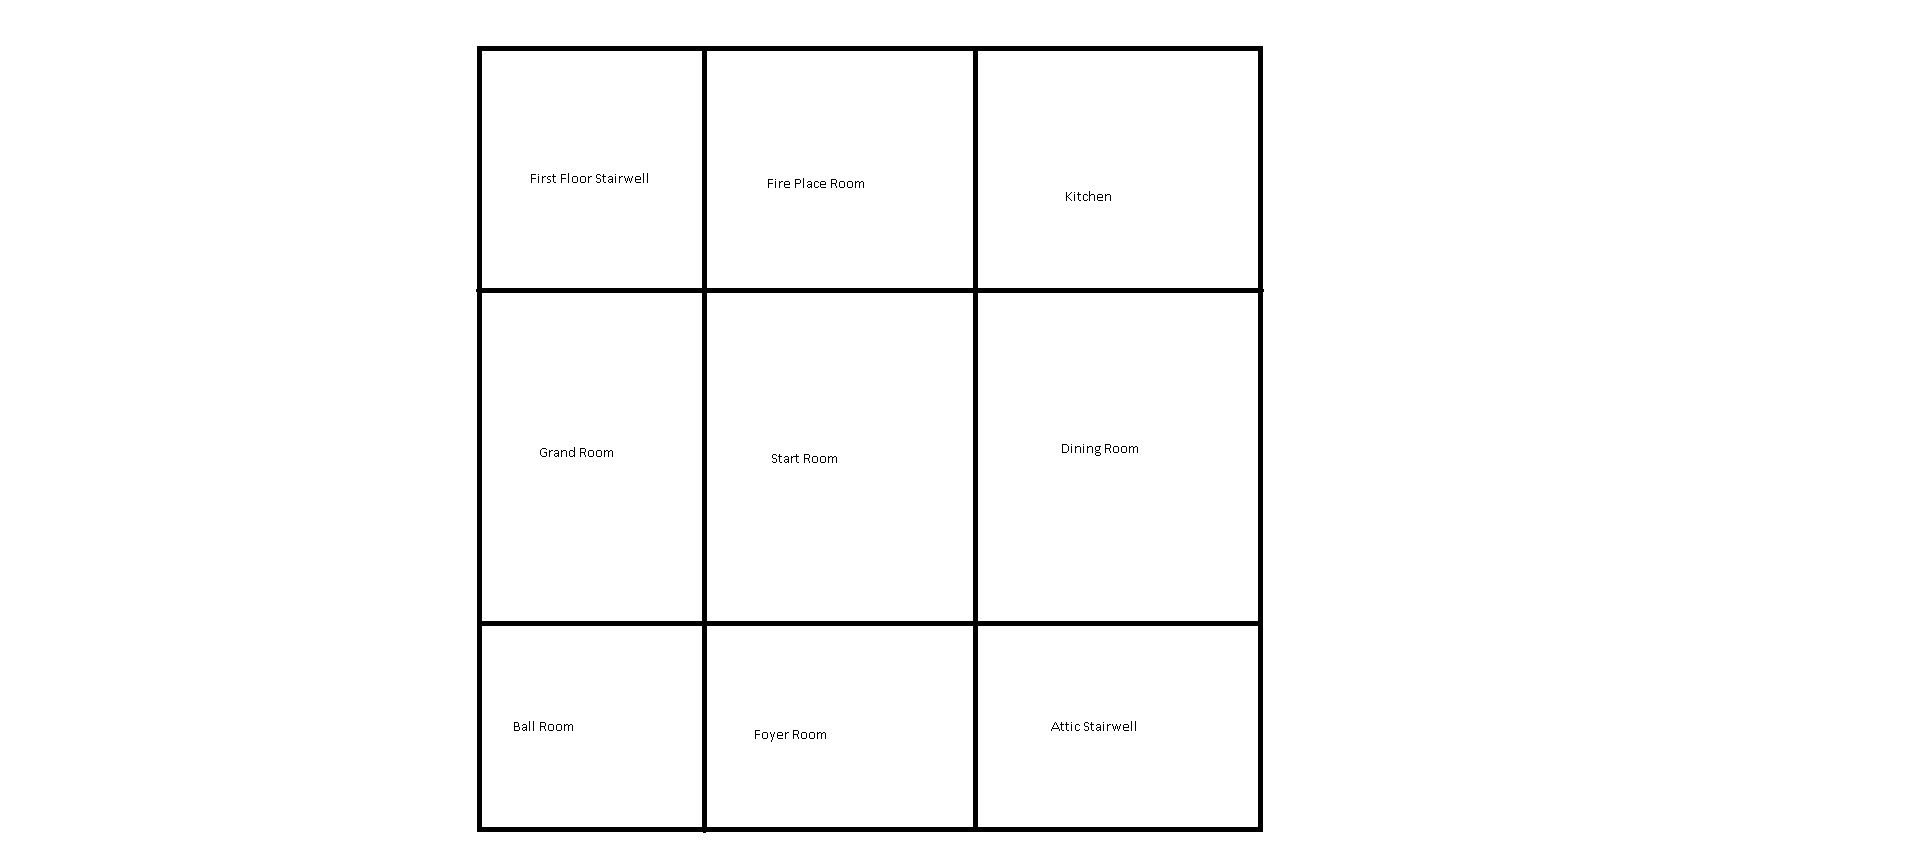 First Floor Stairwell
Fire Place Room
Kitchen
Grand Room
Start Room
Dining Room
Ball Room
Foyer Room
Attic Stairwell